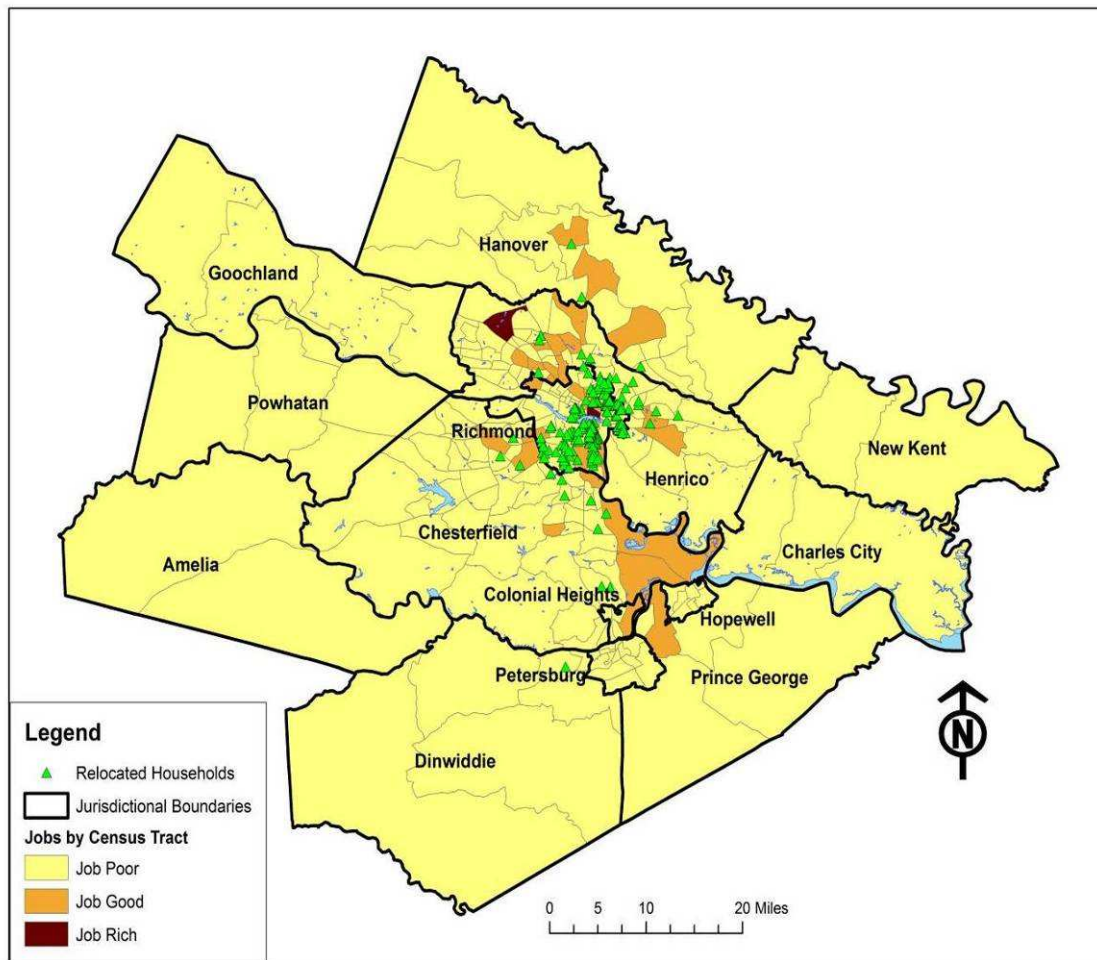 Hanover
Goochland
Powhatan
Richmond
New Kent
Henrico
Chesterfield
Charles City
Amelia
Colonial Heights
Hopewell
Petersburg
Prince George
Dinwiddie
N
Legend
Relocated Households
Jurisdictional Boundaries
Jobs by Census Tract
Job Poor
Job Good
Job Rich
0 5 10 20 Miles